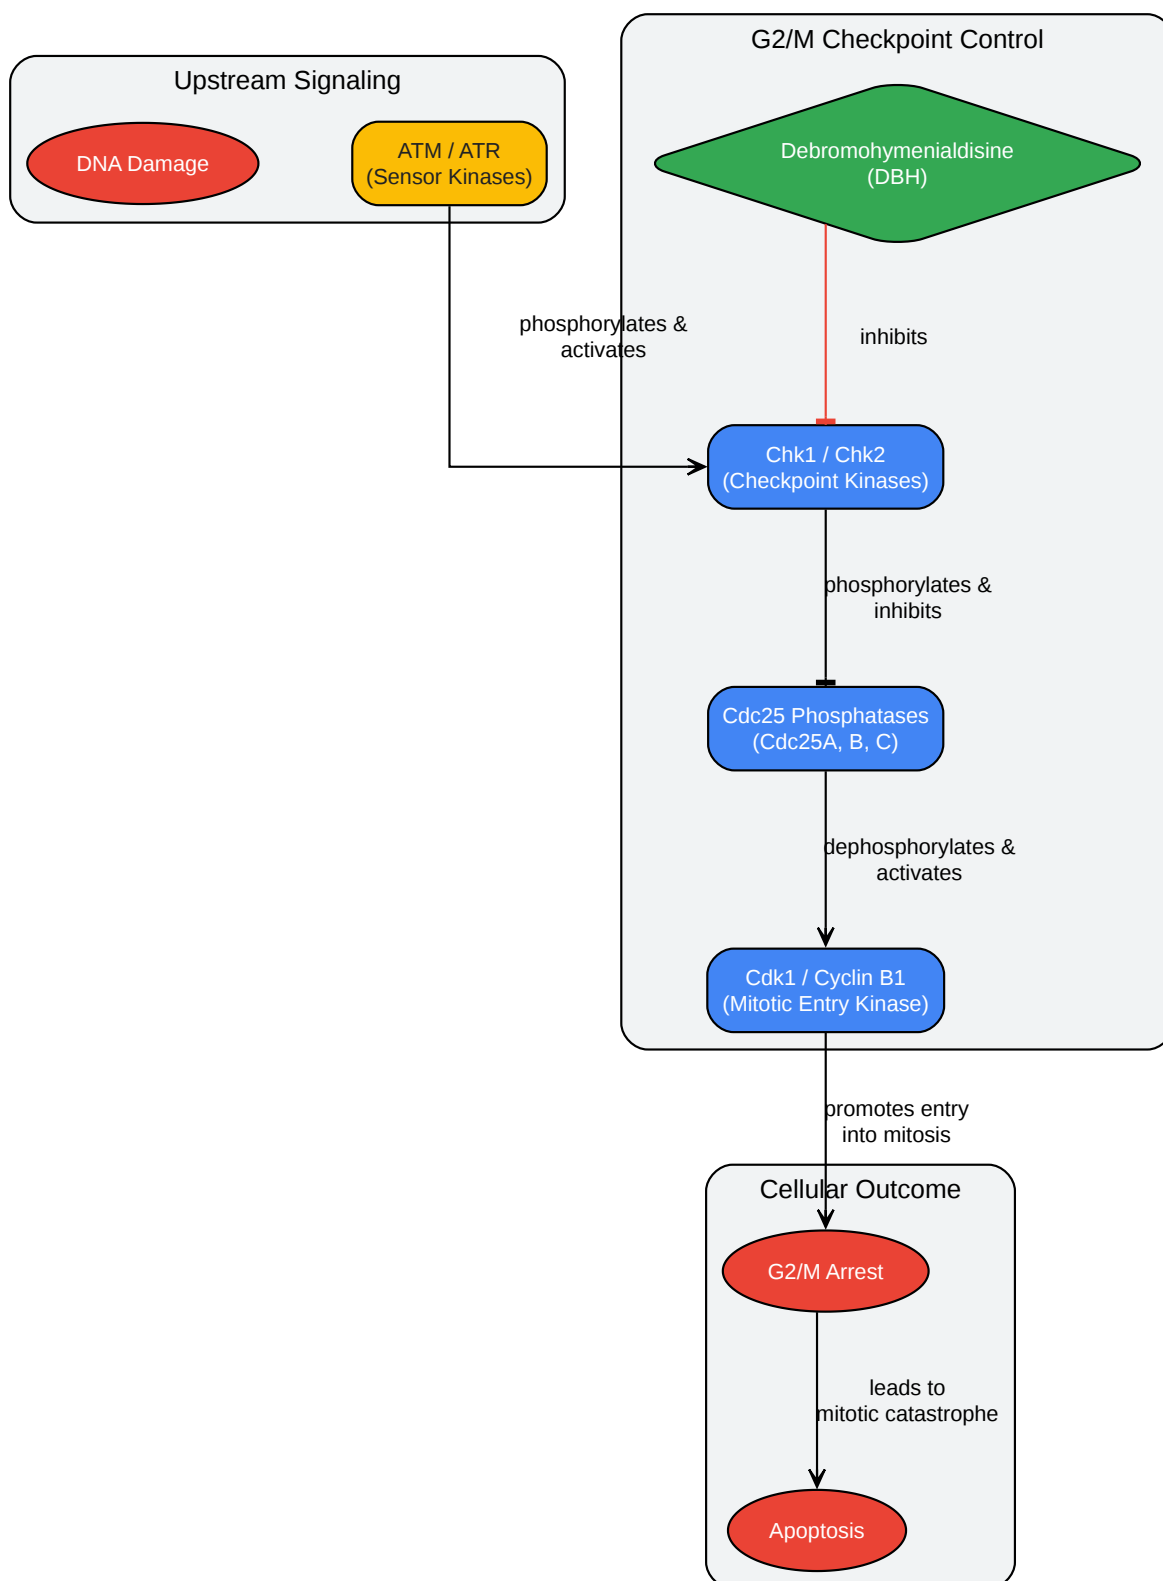 Upstream Signaling
DNA Damage
ATM / ATR
(Sensor Kinases)
G2/M Checkpoint Control
Debromohymenialdisine
(DBH)
phosphorylates &
activates
inhibits
Chk1 / Chk2
(Checkpoint Kinases)
phosphorylates &
inhibits
Cdc25 Phosphatases
(Cdc25A, B, C)
dephosphorylates &
activates
Cdk1 / Cyclin B1
(Mitotic Entry Kinase)
promotes entry
into mitosis
Cellular Outcome
G2/M Arrest
leads to
mitotic catastrophe
Apoptosis